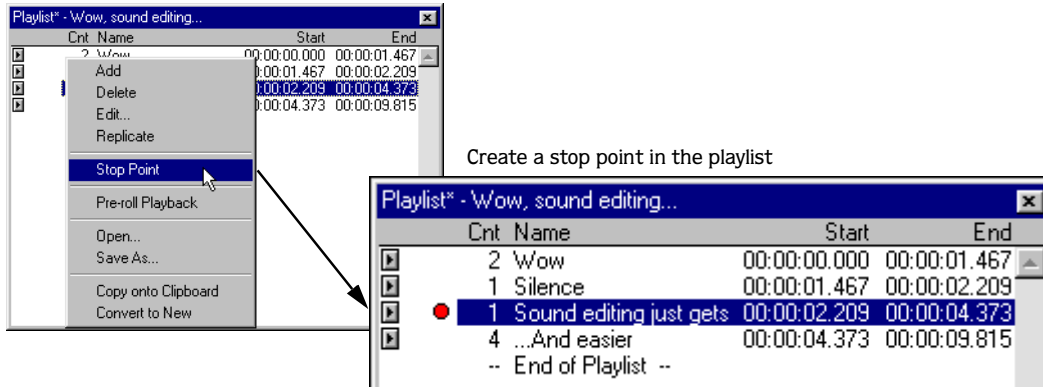 Playlist* - Wow, sound editing...
Cnt Name Start End
2 Wow 00:00:00.000 00:00:01.467
00:00:01.467 00:00:02.209
00:00:02.209 00:00:04.373
00:00:04.373 00:00:09.815
Add
Delete
Edit...
Replicate
Stop Point
Pre-roll Playback
Open...
Save As...
Copy onto Clipboard
Convert to New
Create a stop point in the playlist
Playlist* - Wow, sound editing...
Cnt Name Start End
2 Wow 00:00:00.000 00:00:01.467
1 Silence 00:00:01.467 00:00:02.209
1 Sound editing just gets 00:00:02.209 00:00:04.373
4 ...And easier 00:00:04.373 00:00:09.815
-- End of Playlist --